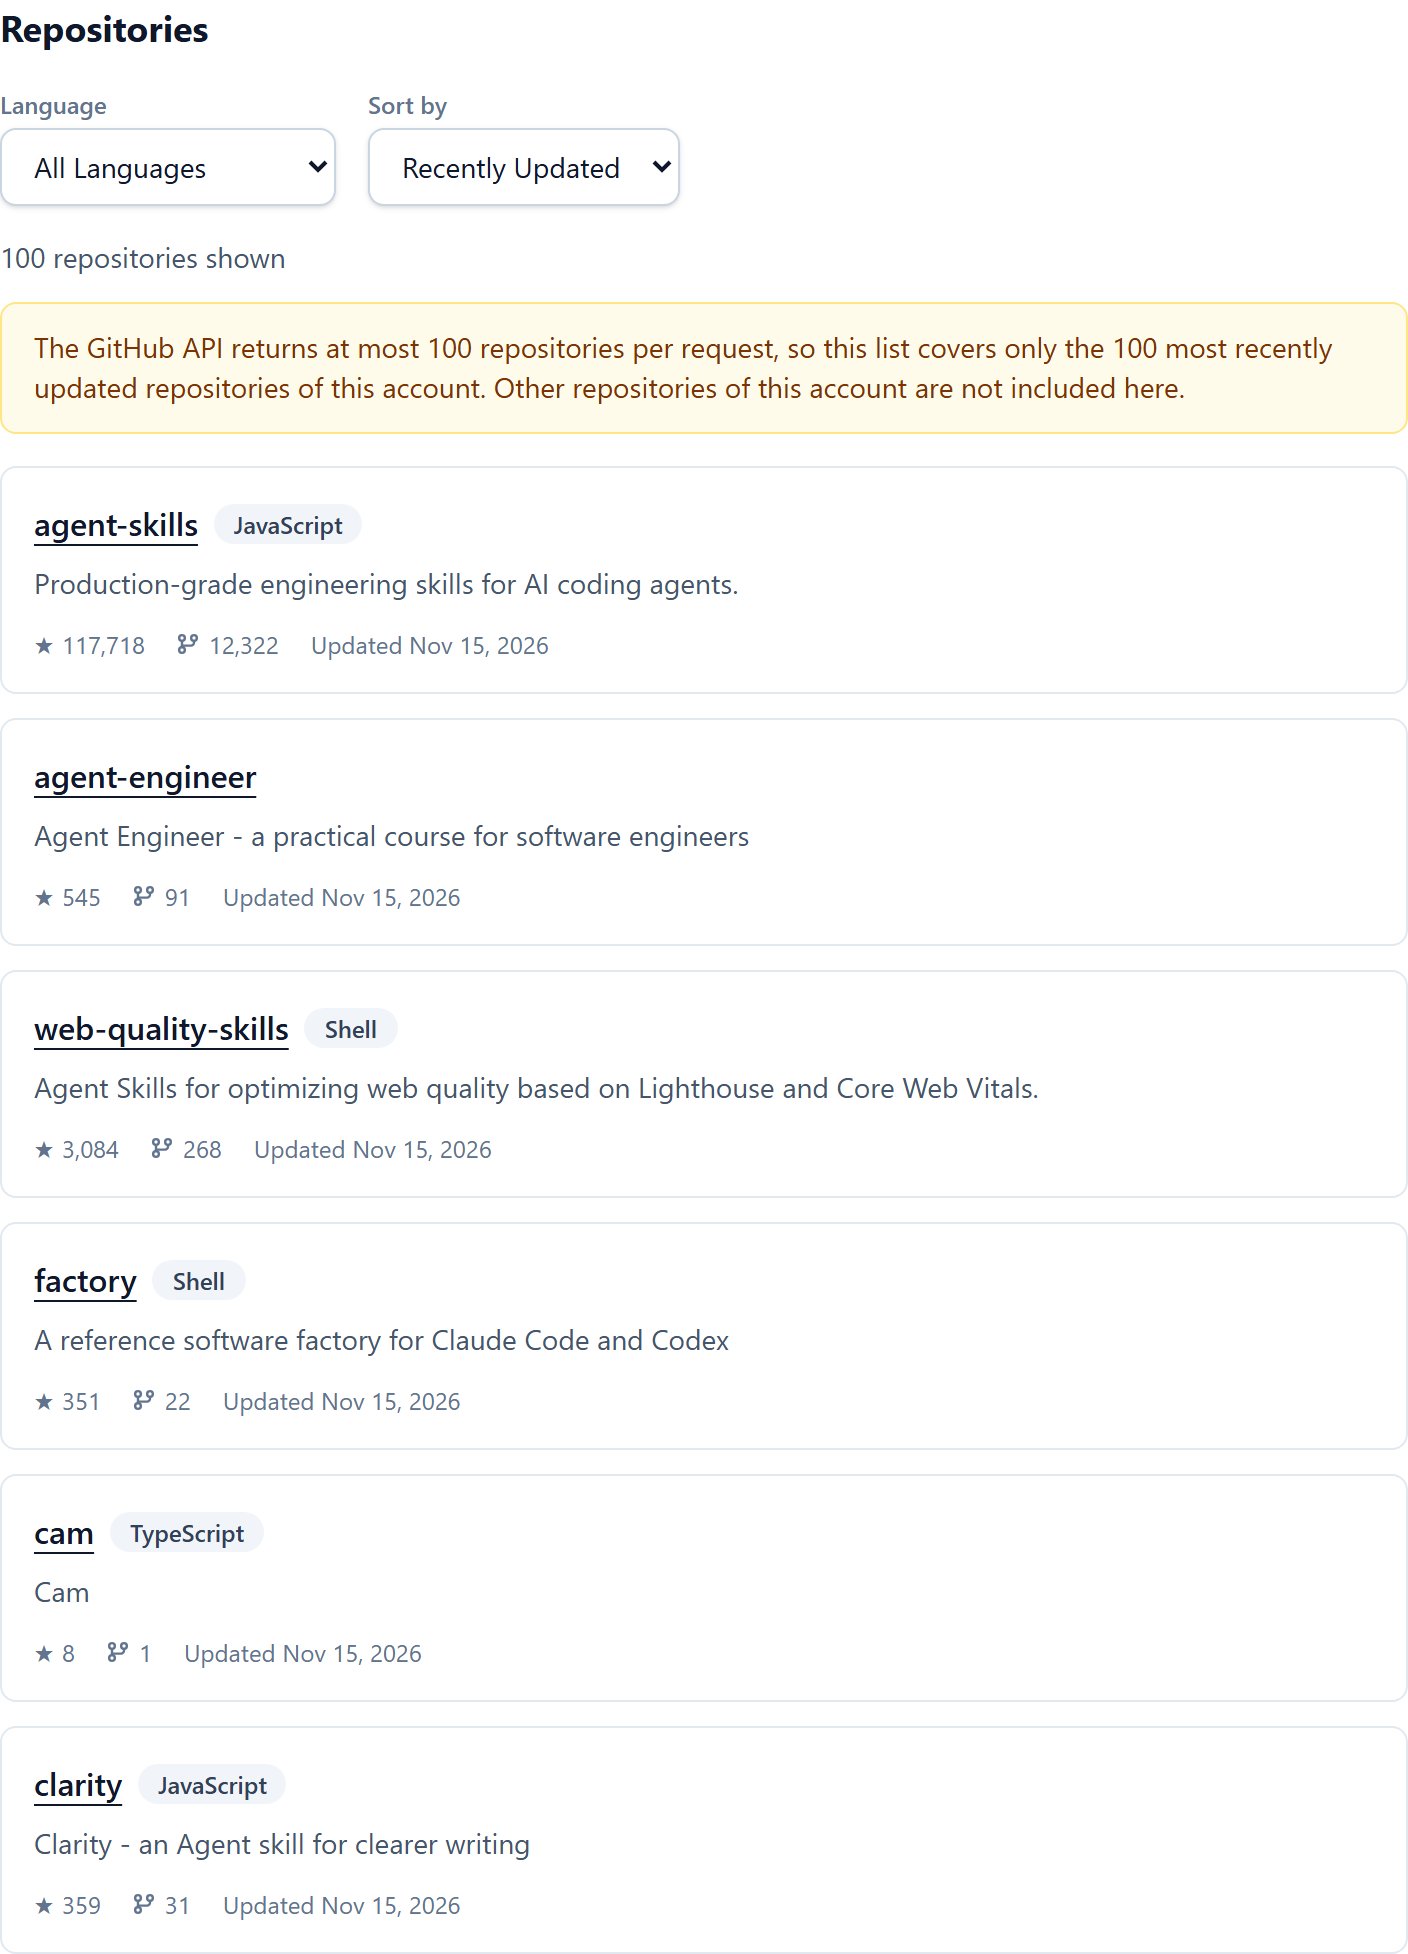 Repositories
Language
Sort by
All Languages
Recently Updated
100 repositories shown
The GitHub API returns at most 100 repositories per request, so this list covers only the 100 most recently
updated repositories of this account. Other repositories of this account are not included here.
agent-skills JavaScript
Production-grade engineering skills for AI coding agents.
★ 117,718 12,322 Updated Nov 15, 2026
agent-engineer
Agent Engineer - a practical course for software engineers
★ 545 91 Updated Nov 15, 2026
web-quality-skills Shell
Agent Skills for optimizing web quality based on Lighthouse and Core Web Vitals.
★ 3,084 268 Updated Nov 15, 2026
factory Shell
A reference software factory for Claude Code and Codex
★ 351 22 Updated Nov 15, 2026
cam TypeScript
Cam
★ 8 1 Updated Nov 15, 2026
clarity JavaScript
Clarity - an Agent skill for clearer writing
★ 359 31 Updated Nov 15, 2026